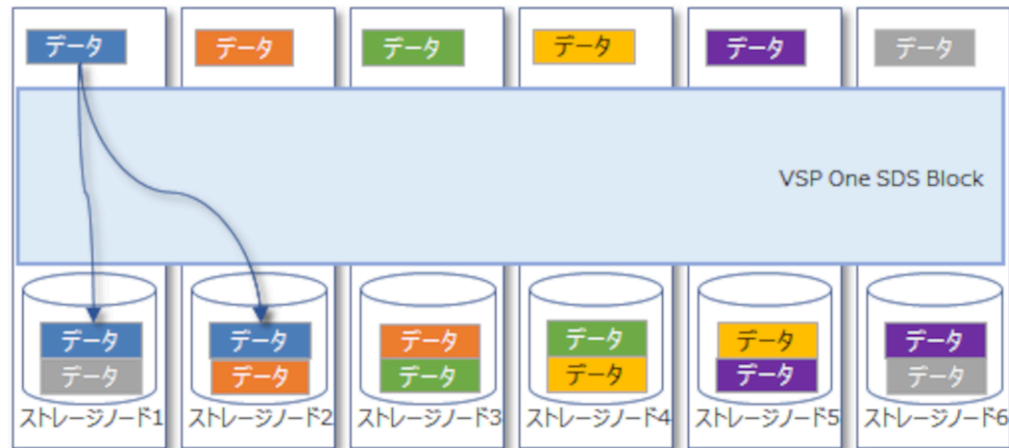 データ データ データ データ データ データ
VSP One SDS Block
データ データ データ データ データ データ
データ データ データ データ データ データ
ストレージノード1 ストレージノード2 ストレージノード3 ストレージノード4 ストレージノード5 ストレージノード6